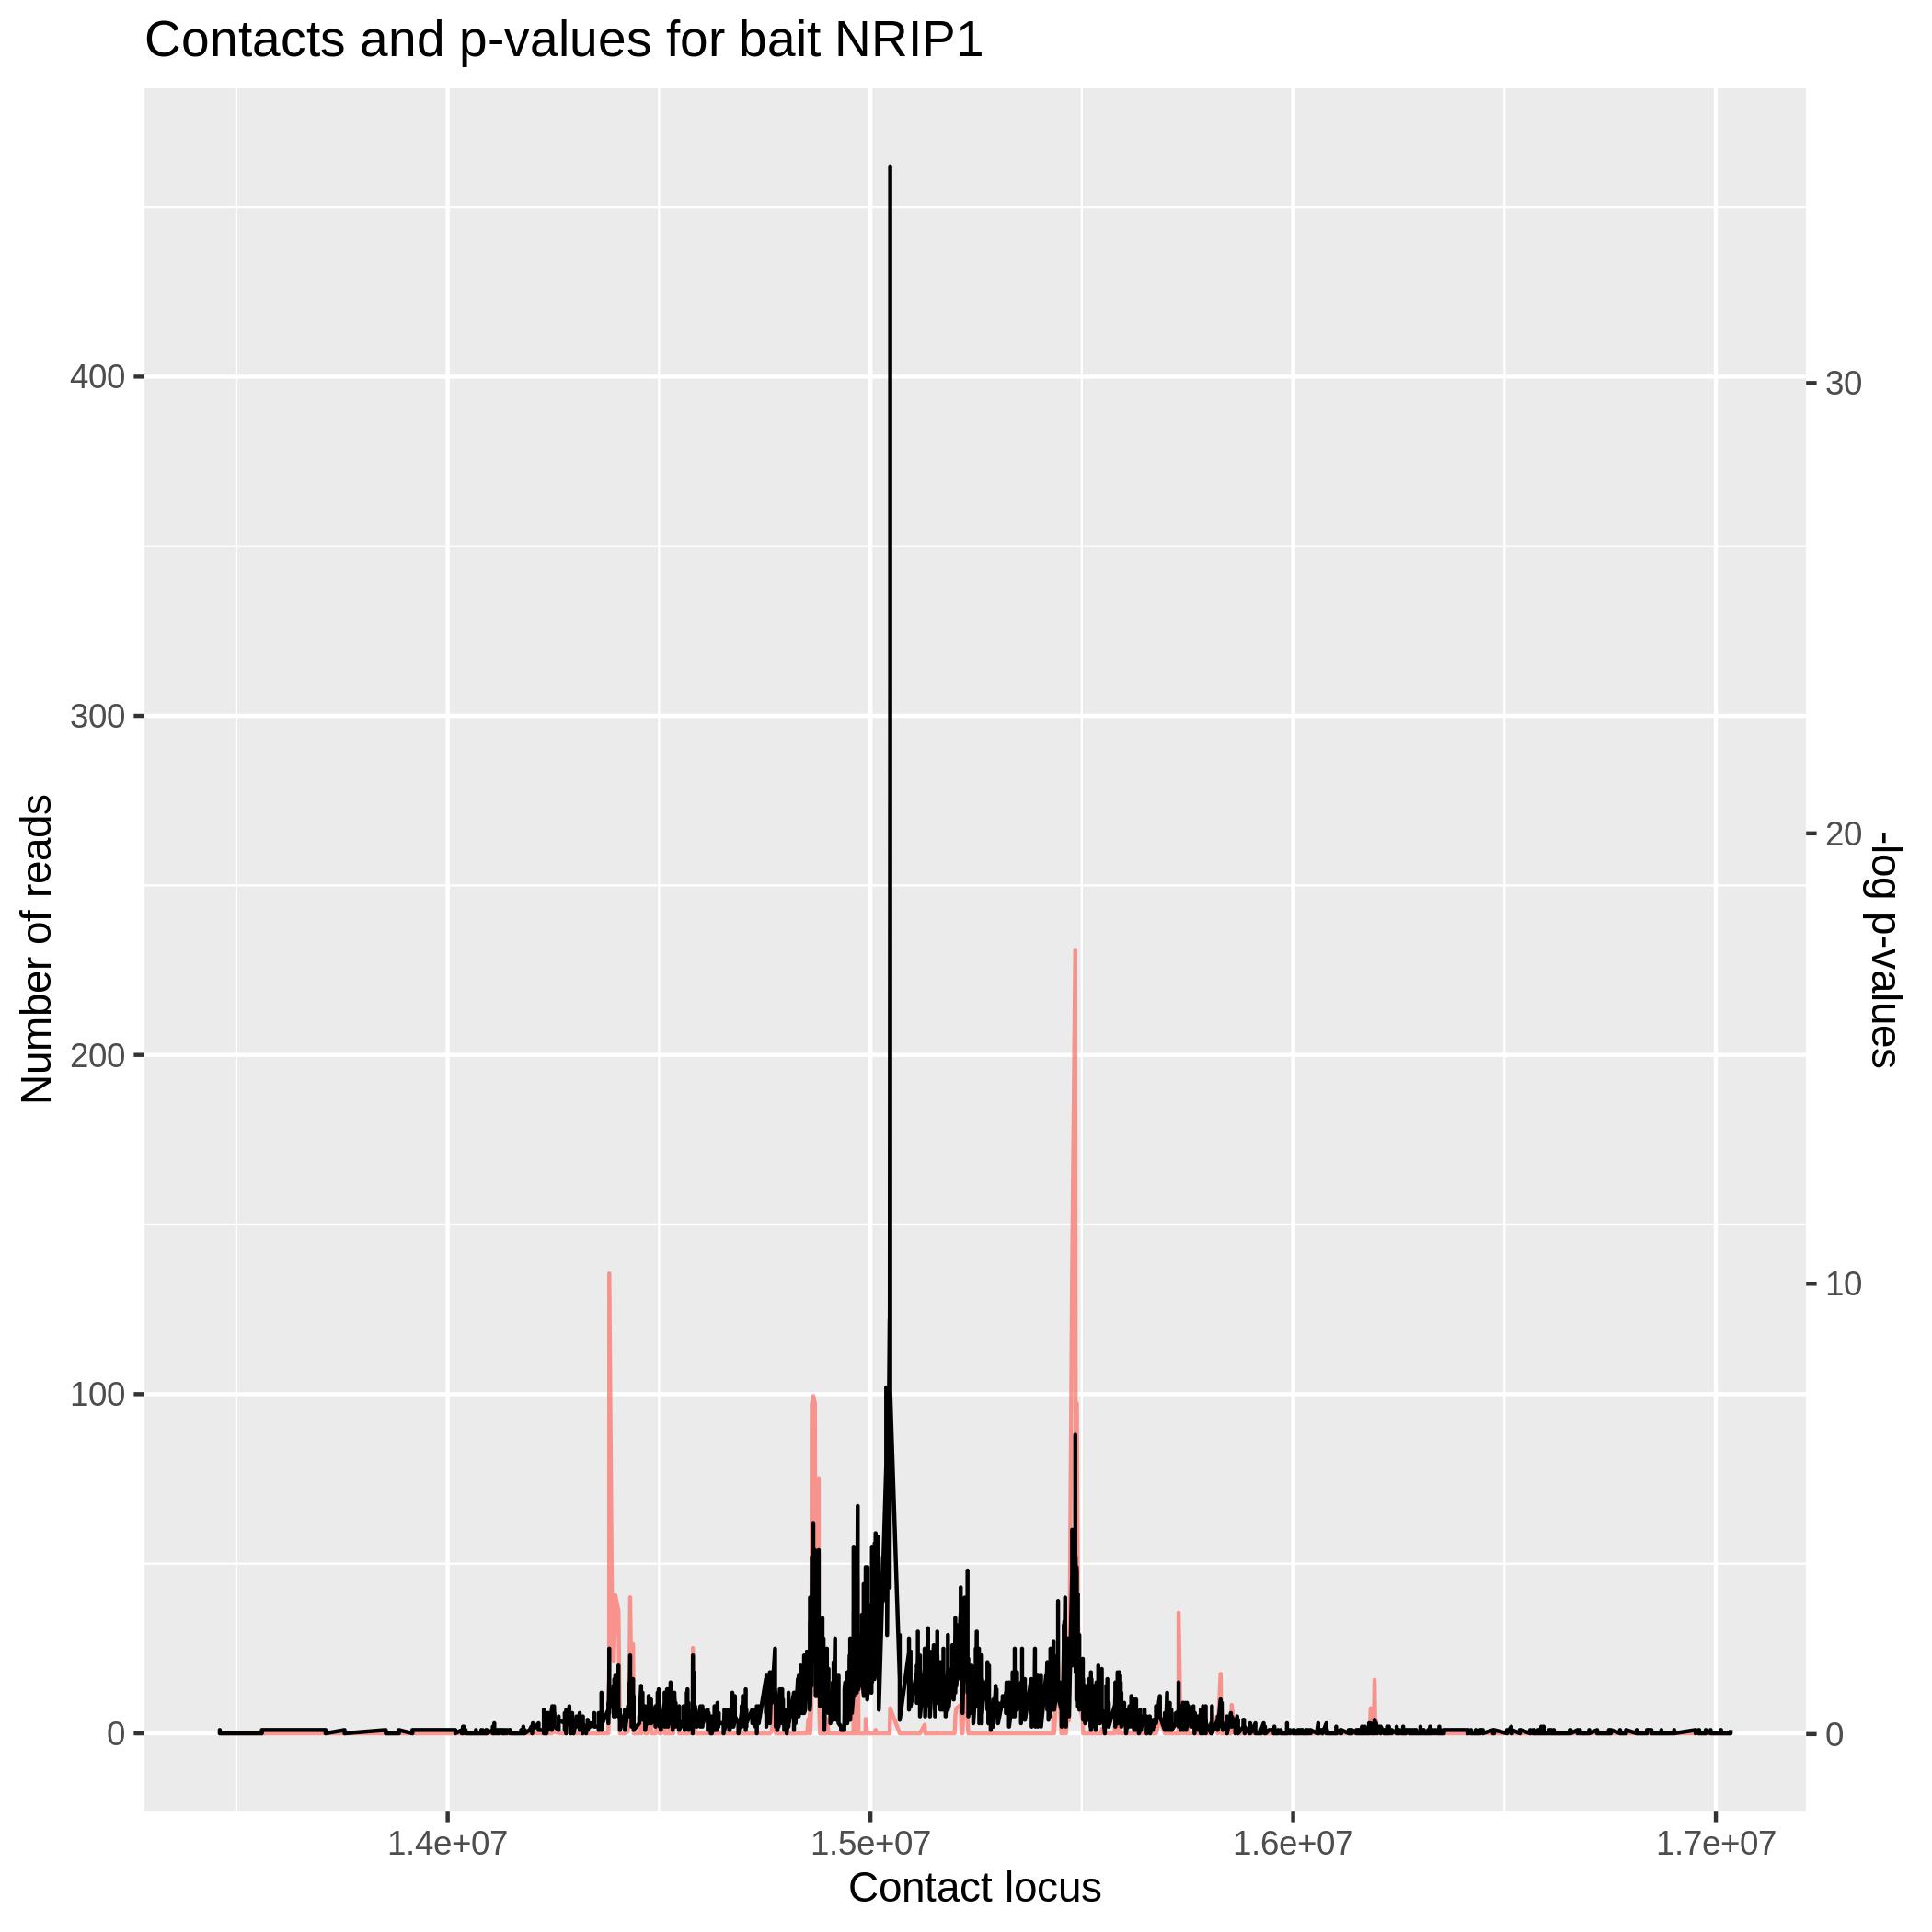 Contacts and p-values for bait NRIP1
Number of reads
400
300
200
100
0
30
20
10
0
-log p-values
1.4e+07
1.5e+07
1.6e+07
1.7e+07
Contact locus